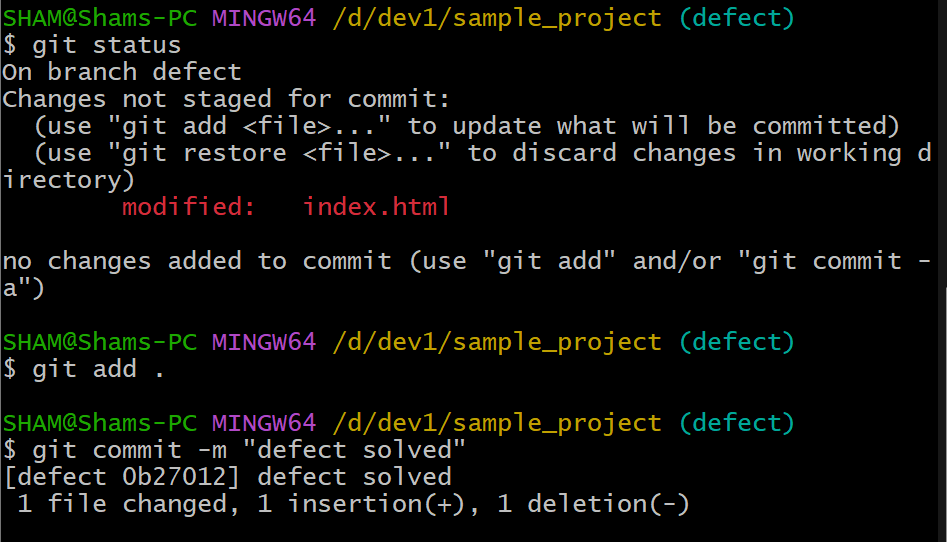 SHAM@Shams-PC MINGW64 /d/dev1/sample_project (defect)
$ git status
On branch defect
Changes not staged for commit:
  (use "git add <file>..." to update what will be committed)
  (use "git restore <file>..." to discard changes in working d
irectory)
        modified:   index.html

no changes added to commit (use "git add" and/or "git commit -
a")

SHAM@Shams-PC MINGW64 /d/dev1/sample_project (defect)
$ git add .

SHAM@Shams-PC MINGW64 /d/dev1/sample_project (defect)
$ git commit -m "defect solved"
[defect 0b27012] defect solved
 1 file changed, 1 insertion(+), 1 deletion(-)